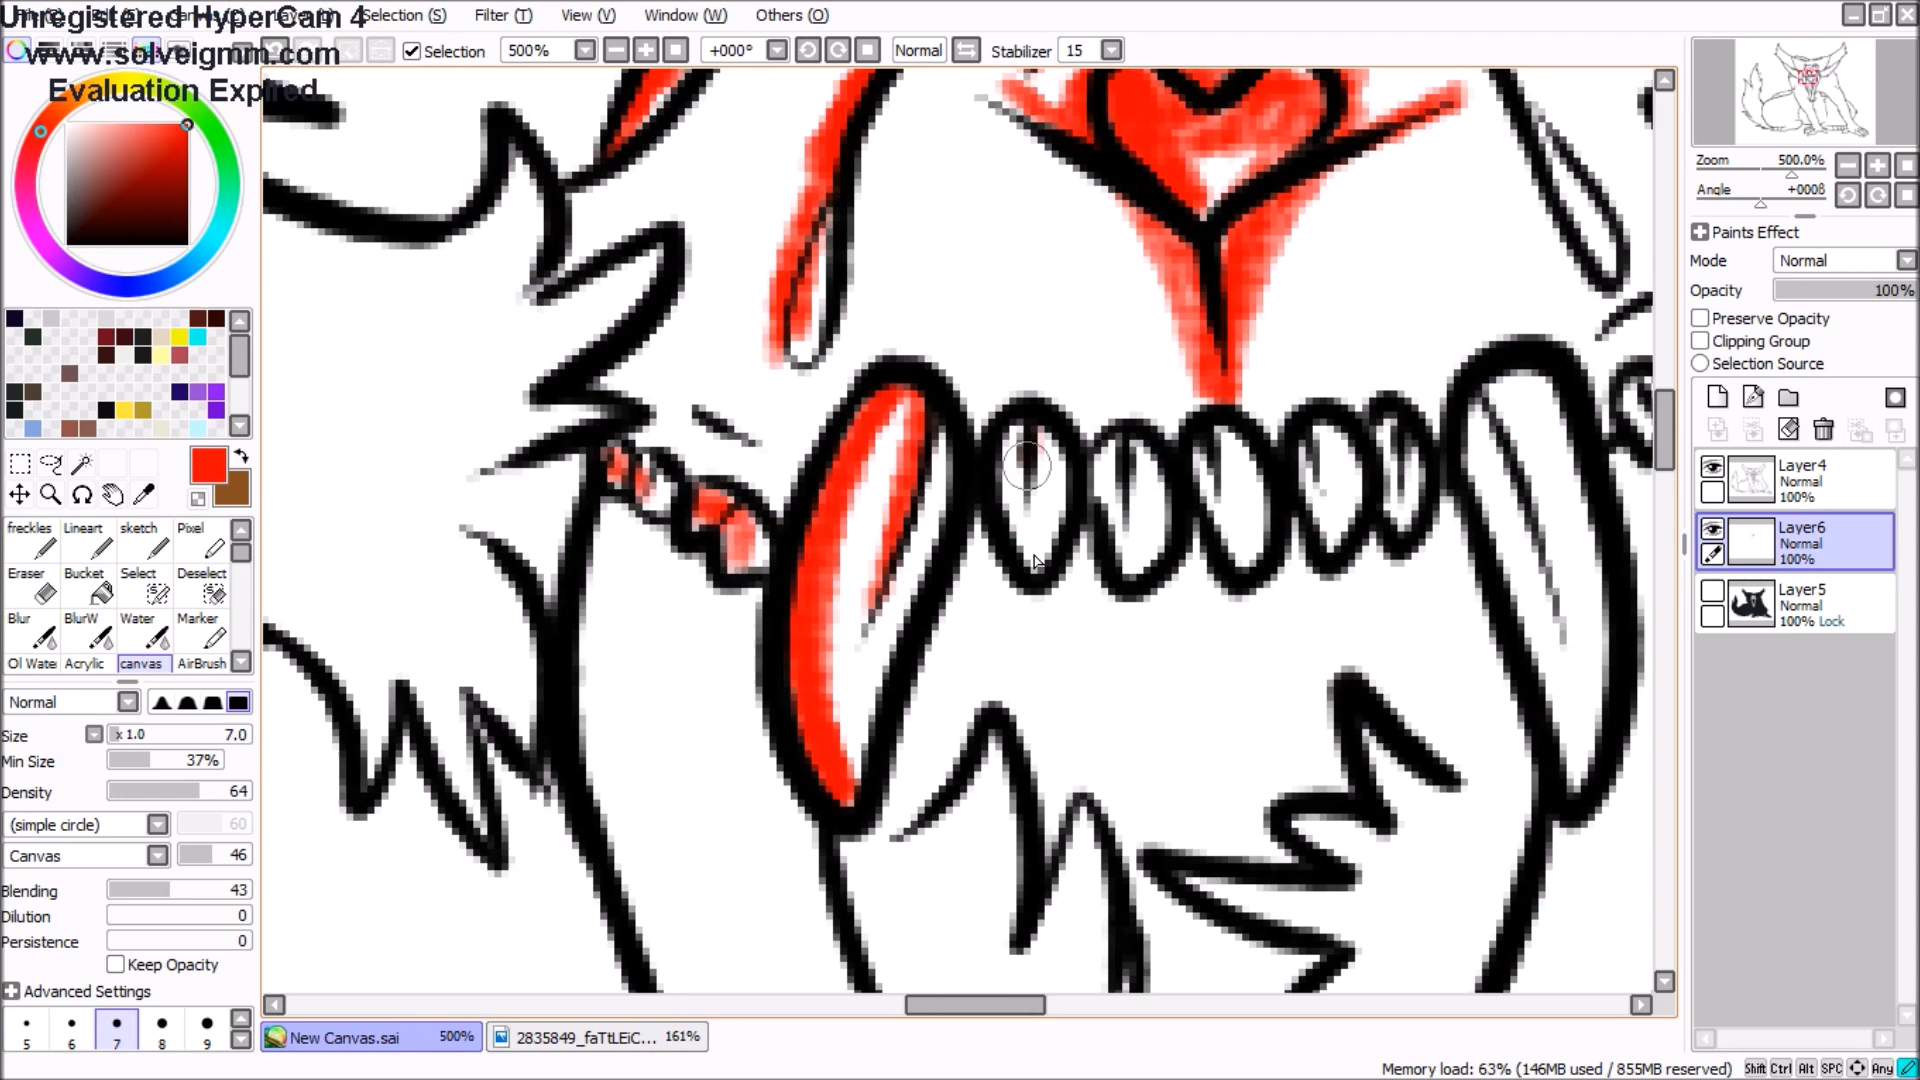 Unregistered HyperCam 4
www.solveigmm.com
Evaluation Expired
Selection (S)
Filter (T)
View (V)
Window (W)
Others (O)
Selection
500%
+000°
Normal
Stabilizer
15
Zoom
500.0%
Angle
+000ß
Paints Effect
Mode
Normal
Opacity
100%
Preserve Opacity
Clipping Group
Selection Source
Layer4
Normal
100%
Layer6
Normal
100%
Layer5
Normal
100% Lock
freckles
Lineart
sketch
Pixel
Eraser
Bucket
Select
Deselect
Blur
BlurW
Water
Marker
Ol Wate
Acrylic
canvas
AirBrush
Normal
Size
x 1.0
7.0
Min Size
37%
Density
64
(simple circle)
60
Canvas
46
Blending
43
Dilution
0
Persistence
0
Keep Opacity
Advanced Settings
5
6
7
8
9
New Canvas.sai
500%
2835849_faTtLEiC...
161%
Memory load: 63% (146MB used / 855MB reserved)
Shift Ctrl Alt SPC Any